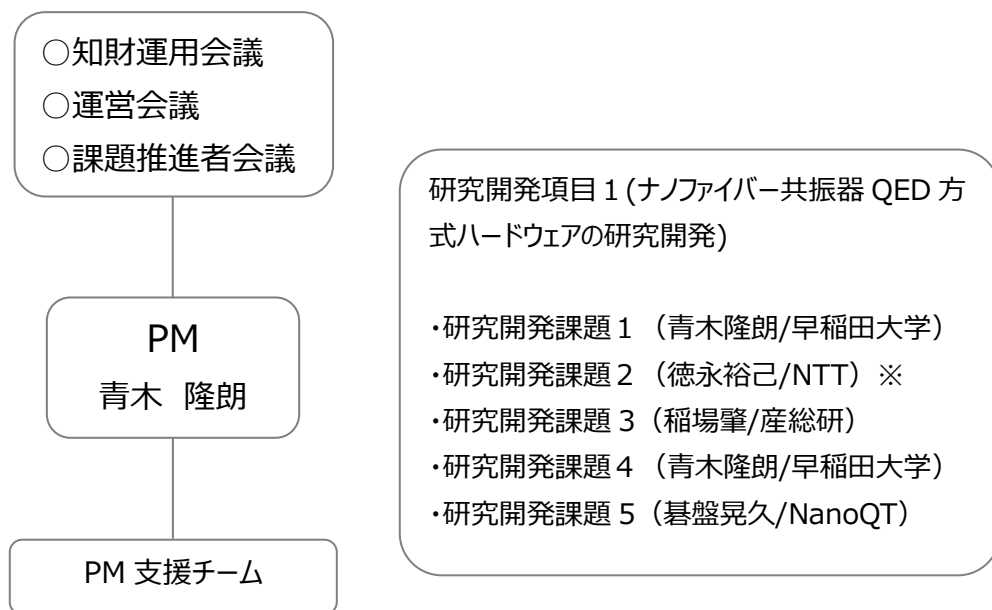 ○知財運用会議
○運営会議
○課題推進者会議
PM
青木 隆朗
PM 支援チーム
研究開発項目１(ナノファイバー共振器 QED 方
式ハードウェアの研究開発)
・研究開発課題１（青木隆朗/早稲田大学）
・研究開発課題２（徳永裕己/NTT）※
・研究開発課題３（稲場肇/産総研）
・研究開発課題４（青木隆朗/早稲田大学）
・研究開発課題５（碁盤晃久/NanoQT）